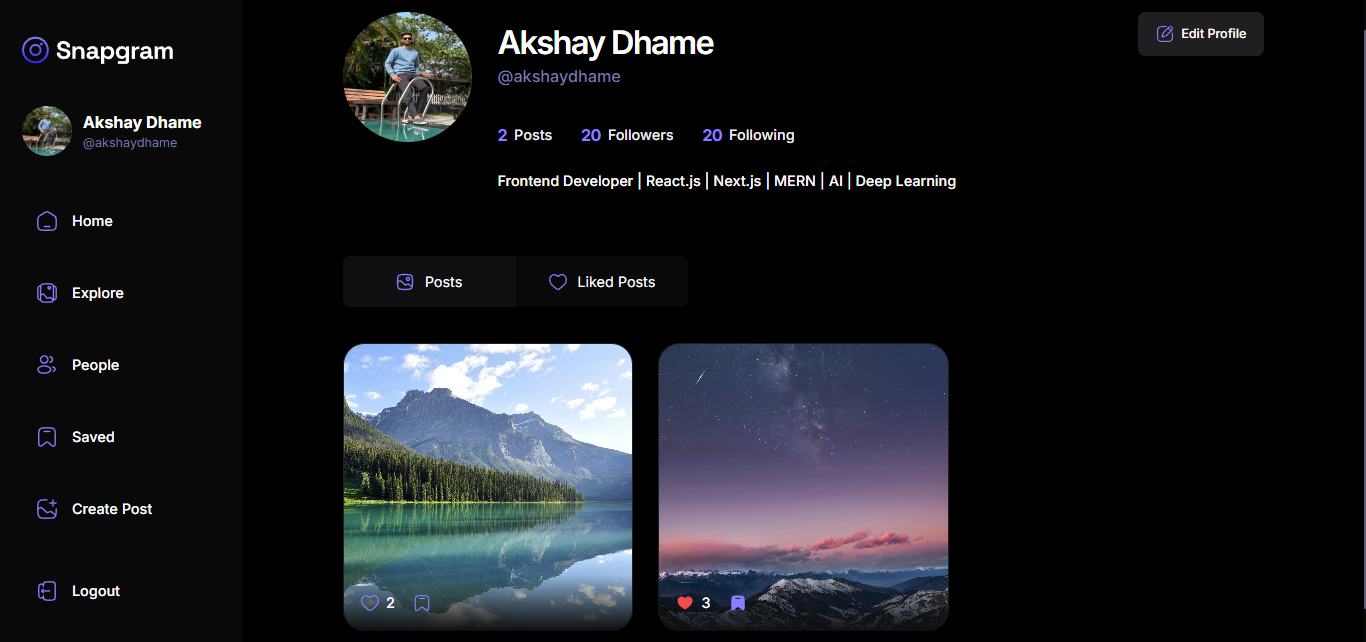 Snapgram
Akshay Dhame
@akshaydhame
Home
Explore
People
Saved
Create Post
Logout
Akshay Dhame
@akshaydhame
Edit Profile
2 Posts 20 Followers 20 Following
Frontend Developer | React.js | Next.js | MERN | AI | Deep Learning
Posts Liked Posts
2
3